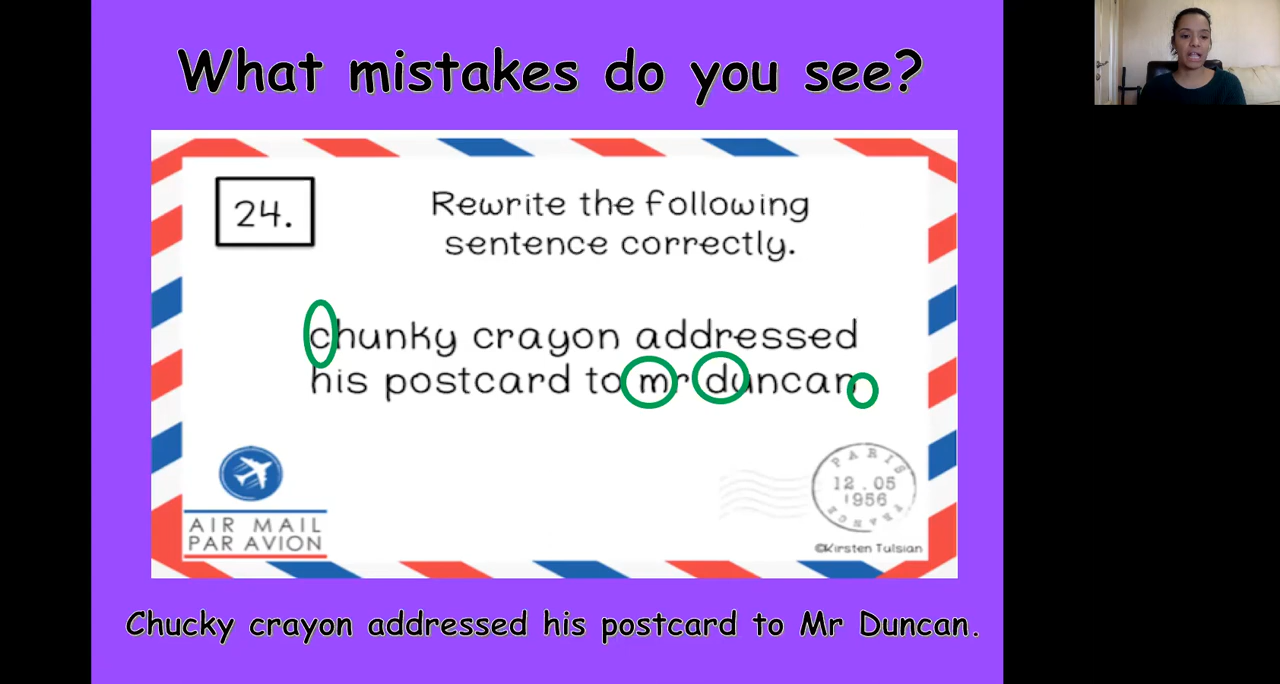 What mistakes do you see?
24.
Rewrite the following
sentence correctly.
chunky crayon addressed
his postcard to mr duncan
AIR MAIL
PAR AVION
PARIS
12.05
1956
FRANCE
©Kirsten Tulsian
Chucky crayon addressed his postcard to Mr Duncan.